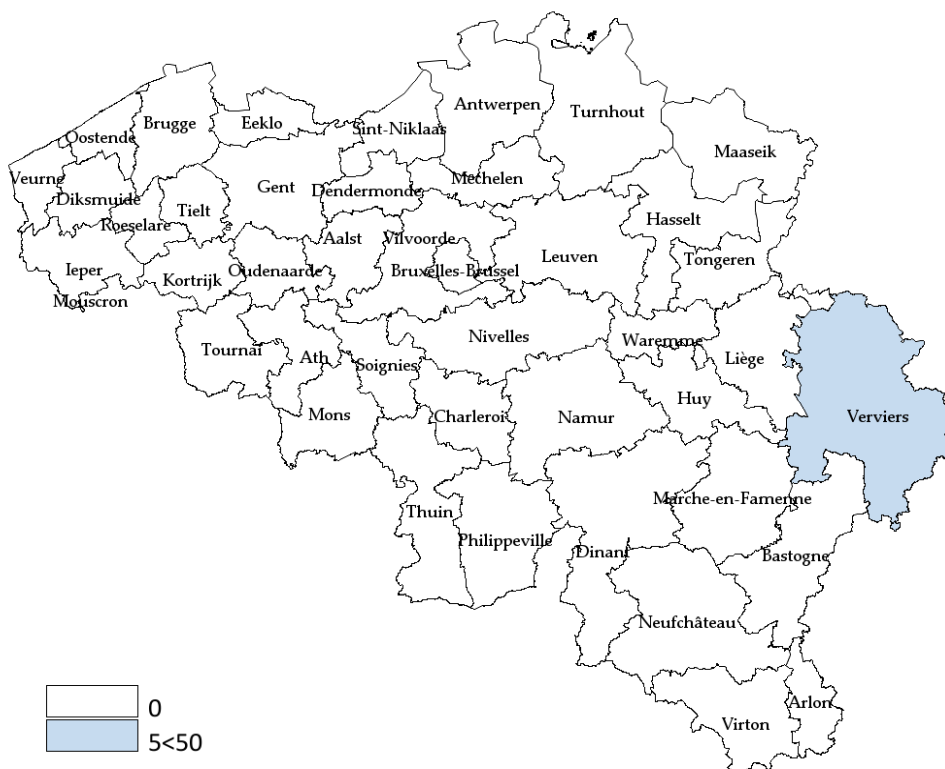 Antwerpen
Turnhout
Brugge
Eeklo
Sint-Niklaas
Oostende
Maaseik
Veurne
Diksmuide
Gent
Dendermonde
Mechelen
Roeselare
Tielt
Hasselt
Aalst
Vilvoorde
Leuven
Tongeren
Ieper
Kortrijk
Oudenaarde
Bruxelles-Brussel
Mouscron
Tournai
Ath
Soignies
Nivelles
Waremme
Liège
Mons
Charleroi
Namur
Huy
Verviers
Thuin
Philippeville
Marche-en-Famenne
Dinant
Bastogne
Neufchâteau
Virton
Arlon
0
5<50